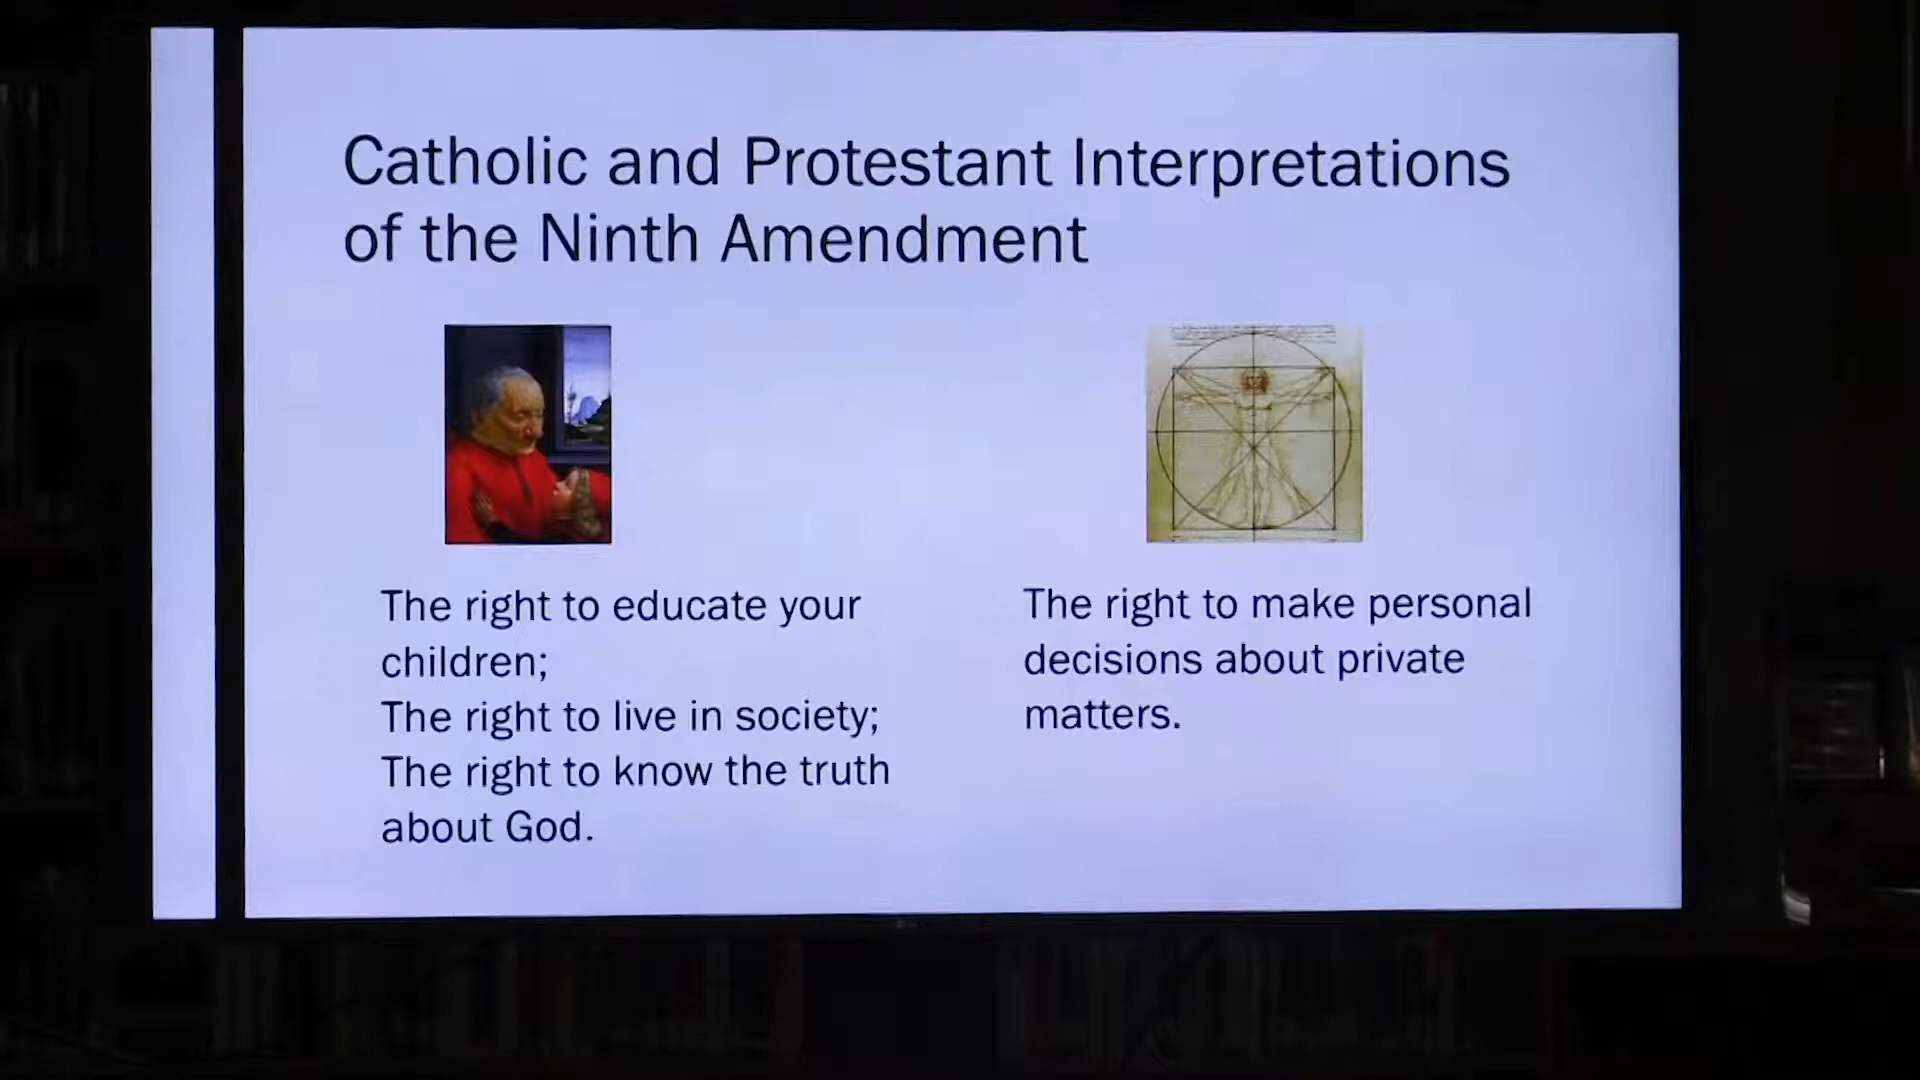 Catholic and Protestant Interpretations
of the Ninth Amendment
The right to educate your
children;
The right to live in society;
The right to know the truth
about God.
The right to make personal
decisions about private
matters.